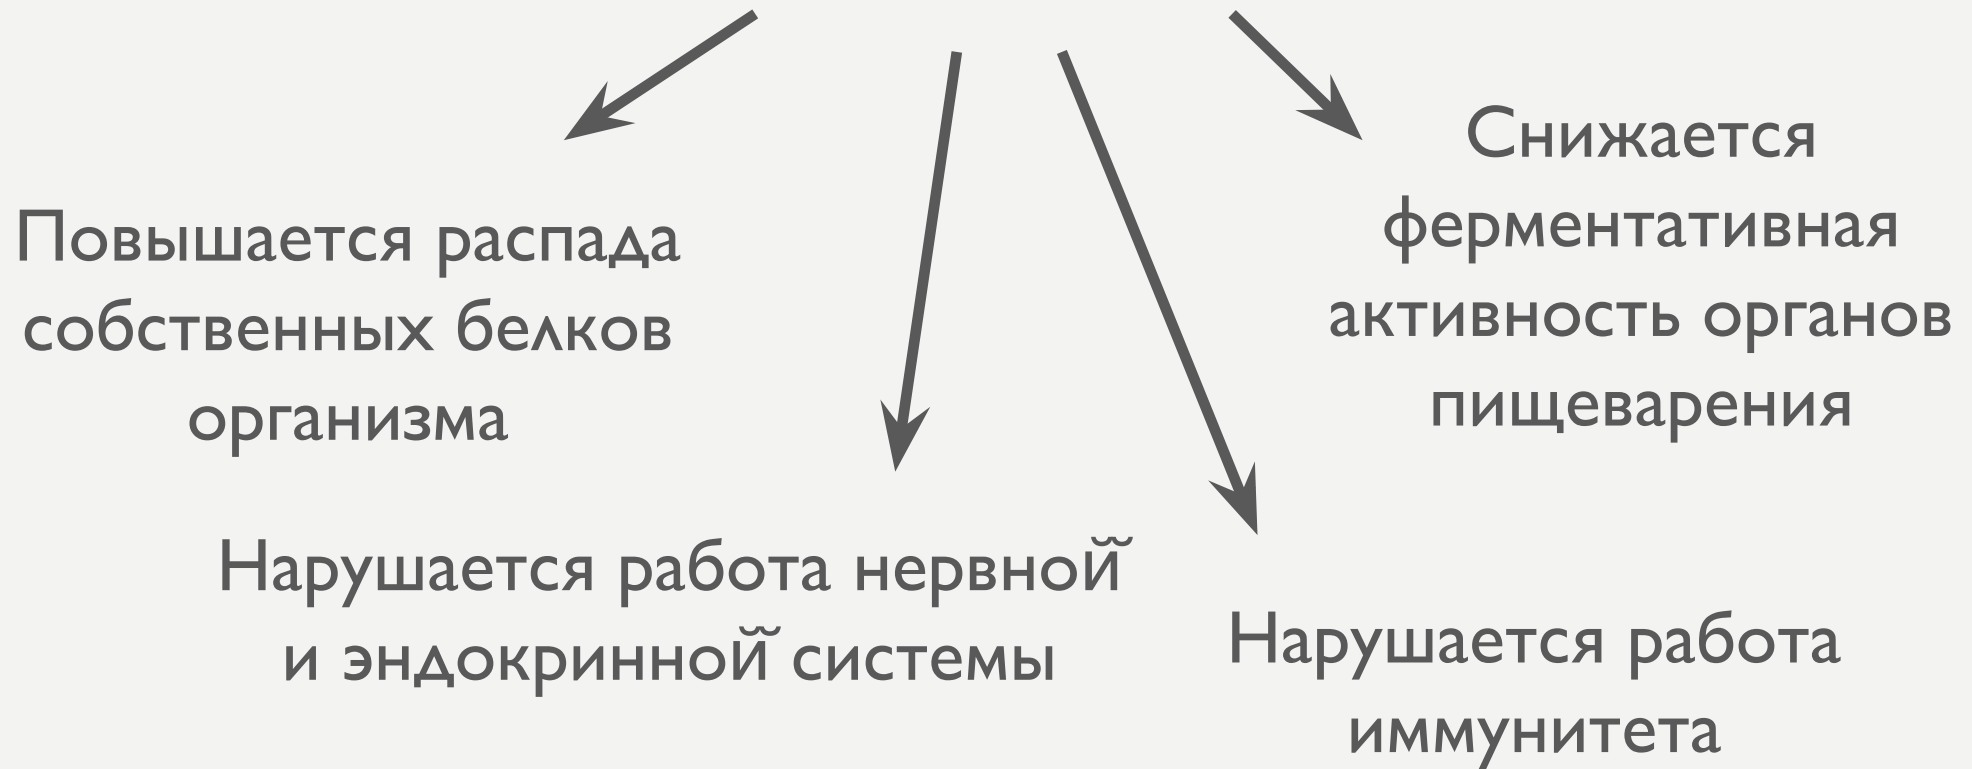 Повышается распада
собственных белков
организма
Нарушается работа нервной̆
и эндокринной̆ системы
Нарушается работа
иммунитета
Снижается
ферментативная
активность органов
пищеварения